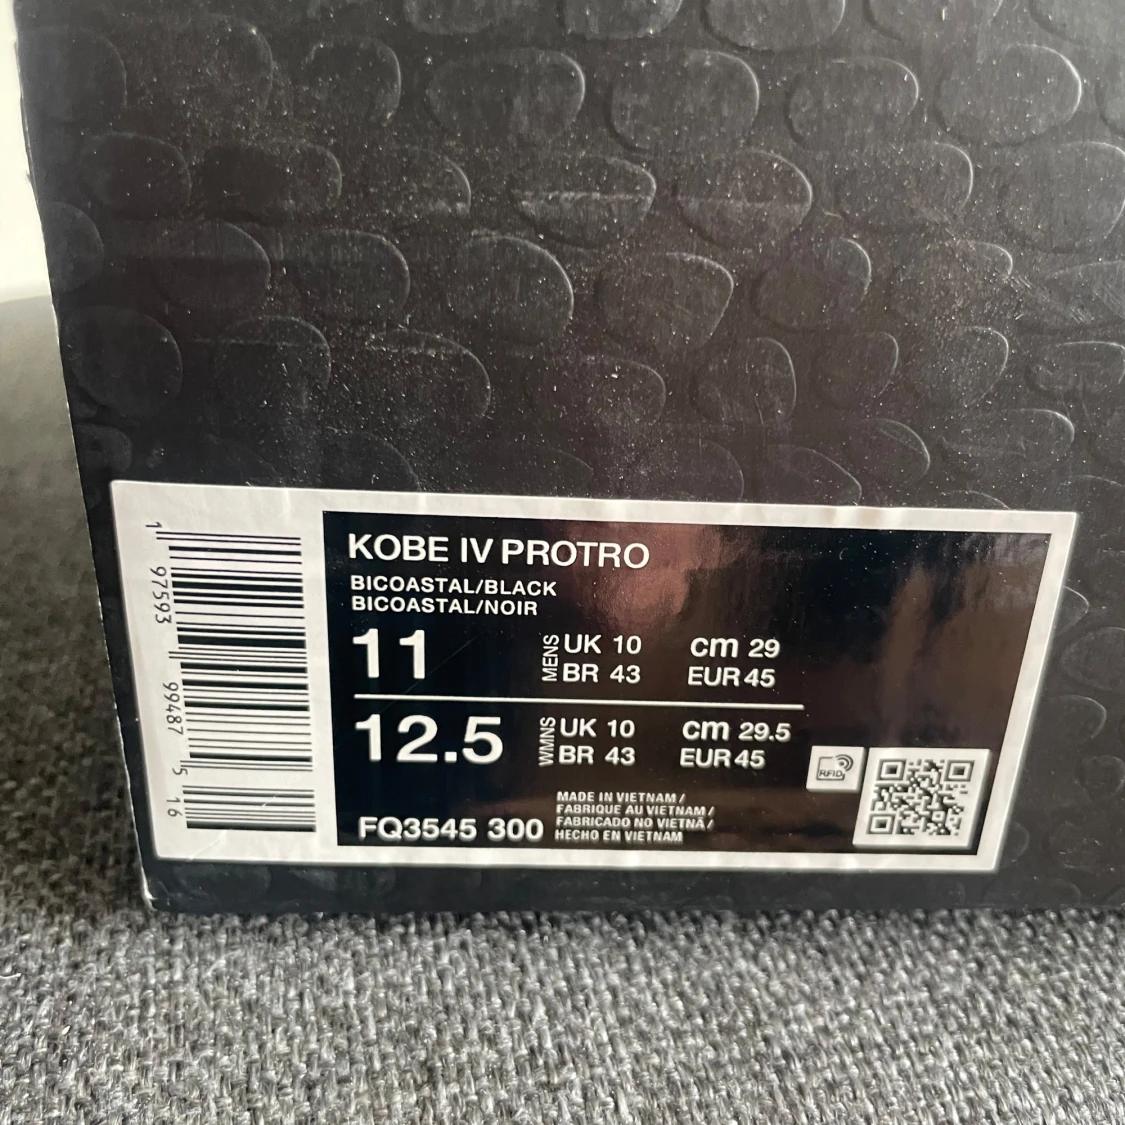 KOBE IV PROTRO
BICOASTAL/BLACK
BICOASTAL/NOIR
11
MENS
UK 10 cm 29
BR 43 EUR 45
12.5
WMNS
UK 10 cm 29.5
BR 43 EUR 45
FQ3545 300
MADE IN VIETNAM /
FABRIQUE AU VIETNAM /
FABRICADO NO VIETNÃ /
HECHO EN VIETNAM
RFID
1 97593 99487 5 16